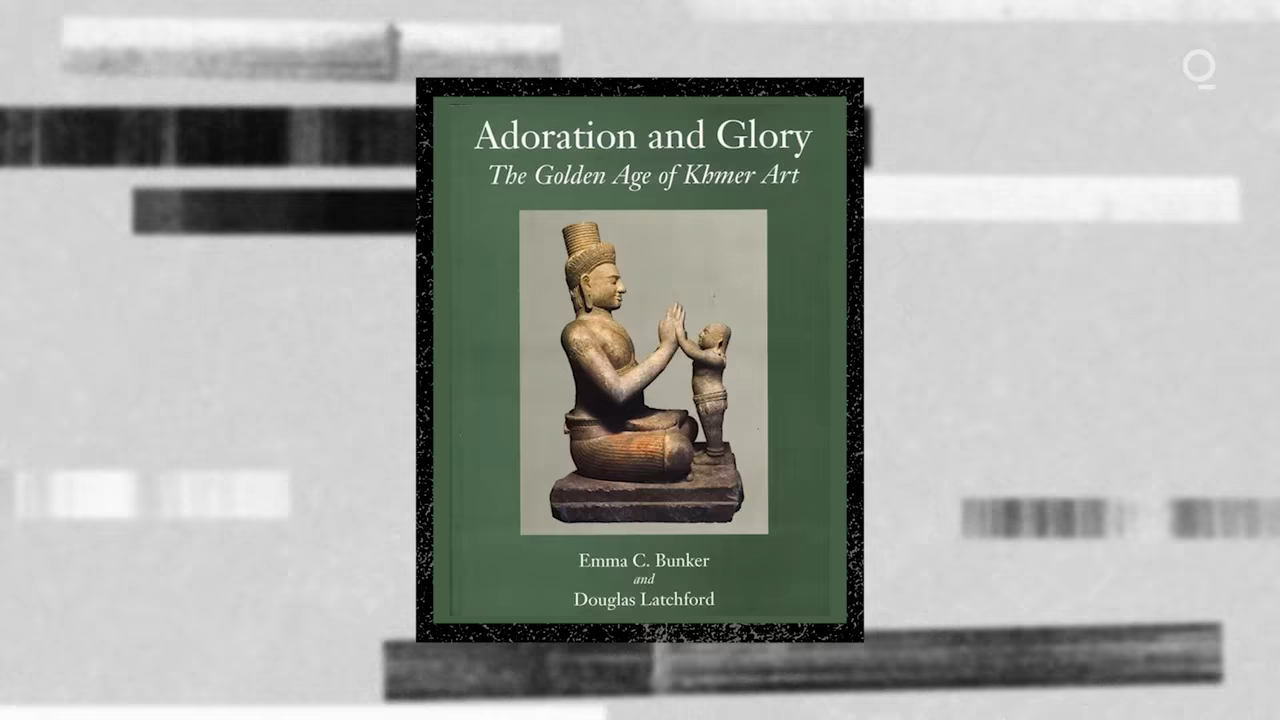 Adoration and Glory
The Golden Age of Khmer Art
Emma C. Bunker
and
Douglas Latchford